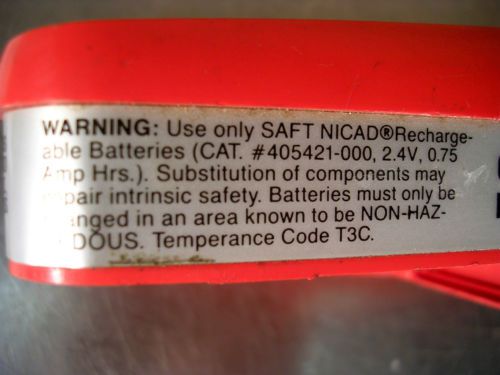 WARNING: Use only SAFT NICAD®Recharge-
able Batteries (CAT. #405421-000, 2.4V, 0.75
Amp Hrs.). Substitution of components may
impair intrinsic safety. Batteries must only be
changed in an area known to be NON-HAZ-
ARDOUS. Temperance Code T3C.